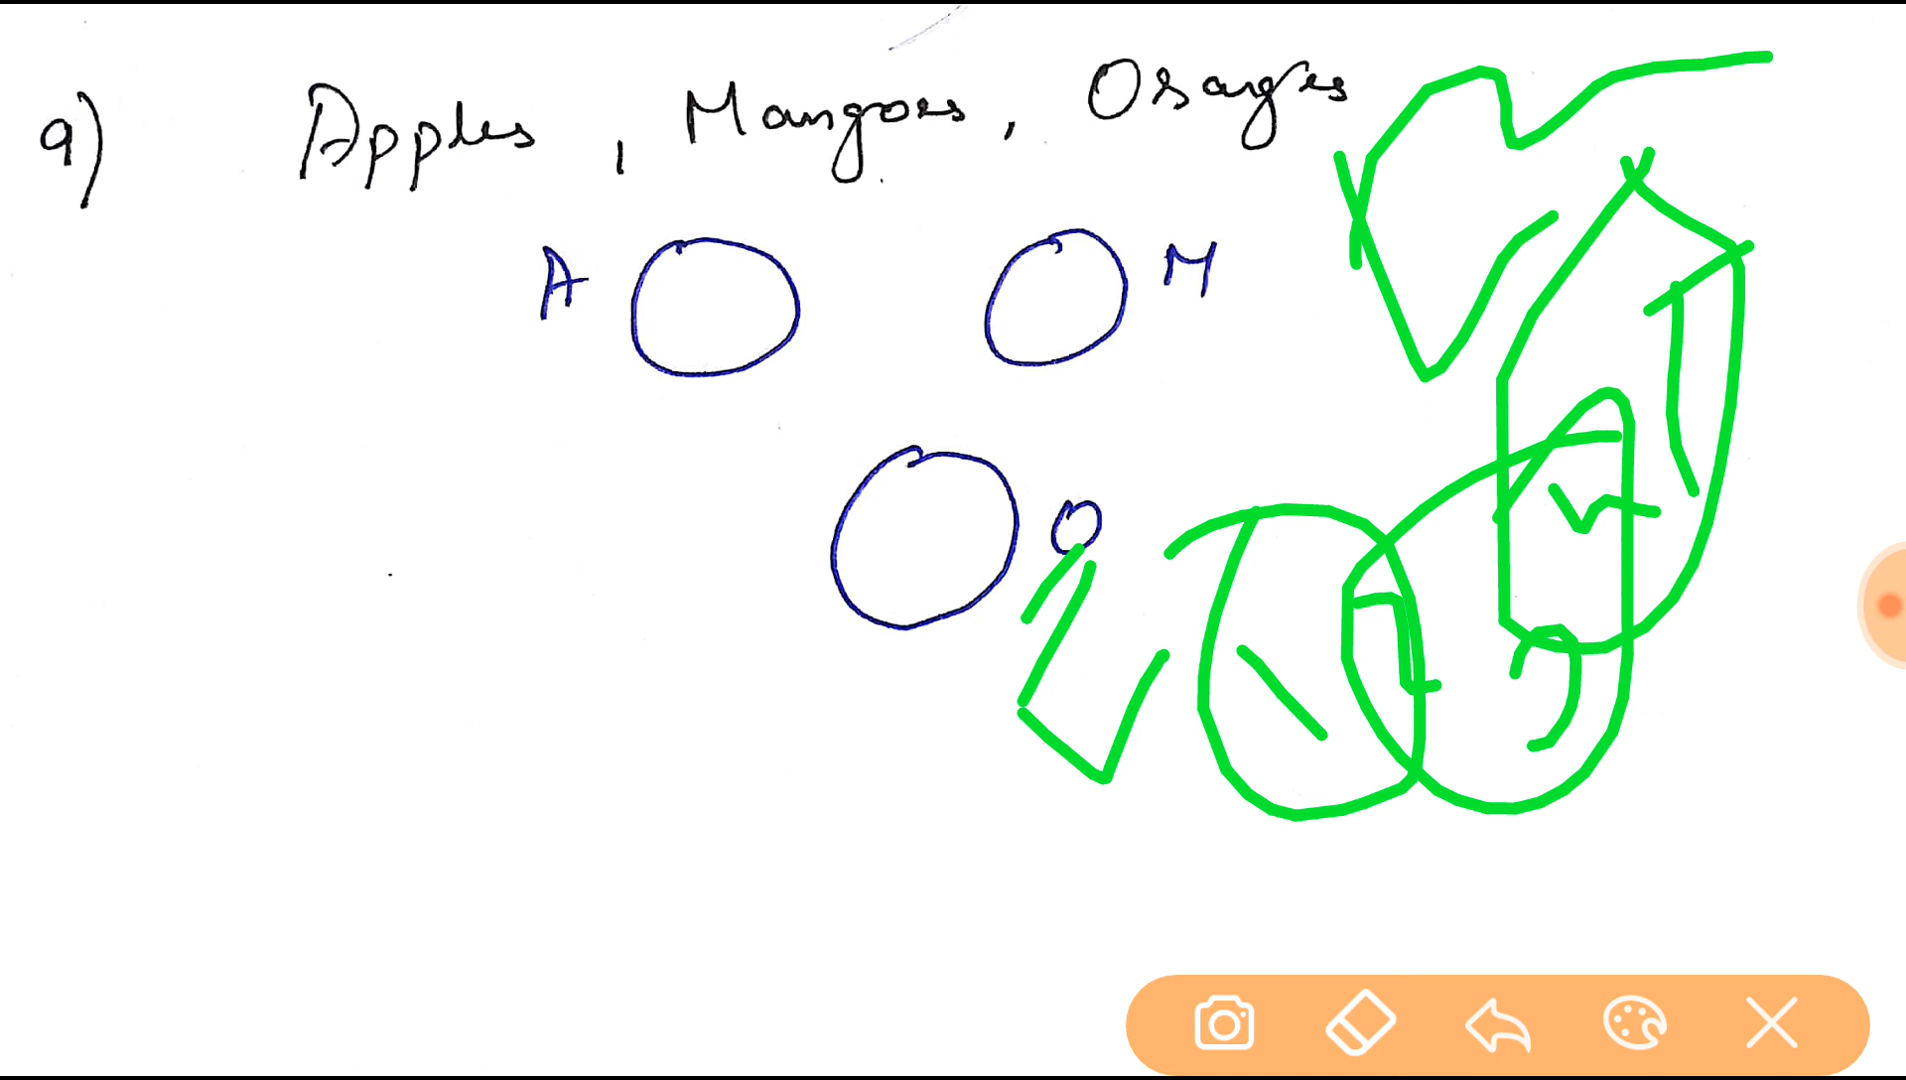 9) Apples , Mangoes , Oranges
A M
O